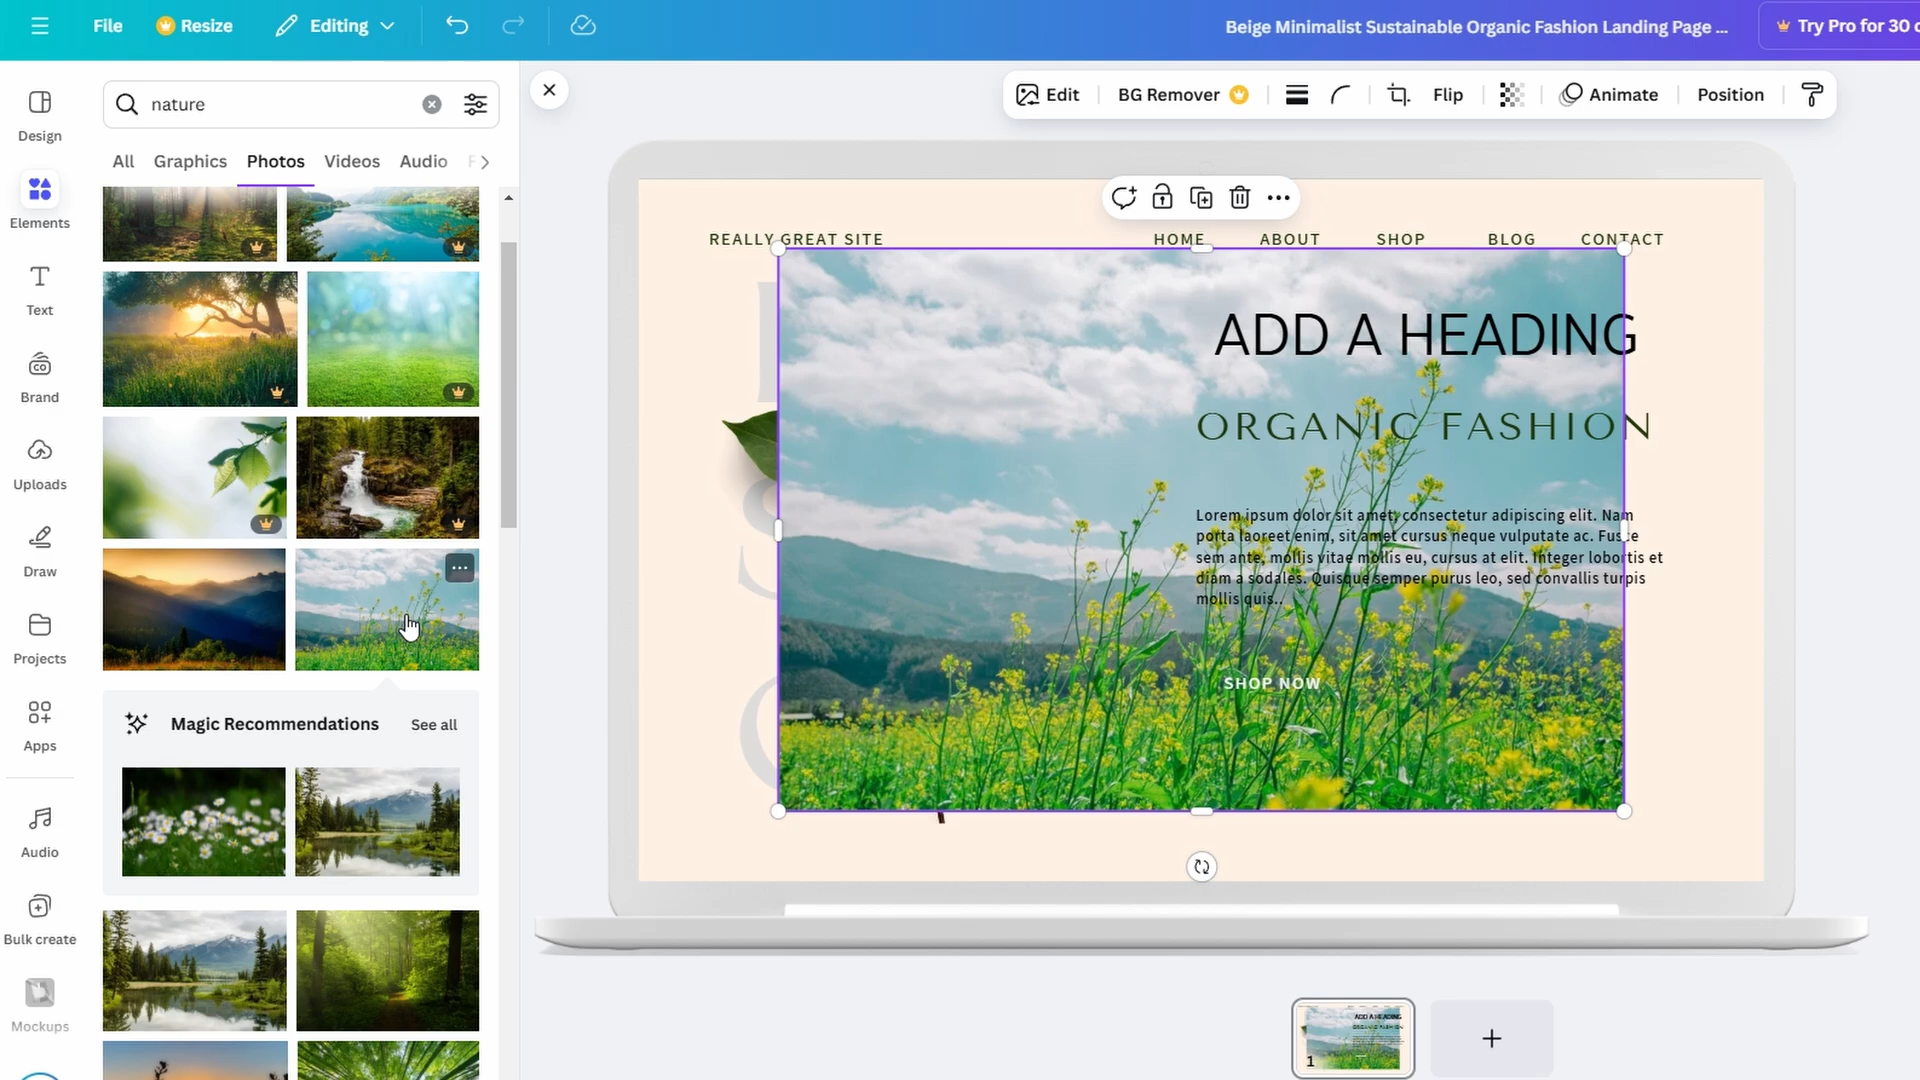 File Resize Editing Beige Minimalist Sustainable Organic Fashion Landing Page ... Try Pro for 30
nature
Edit BG Remover Flip Animate Position
Design
All Graphics Photos Videos Audio
Elements
Text
Brand
Uploads
Draw
Projects
Apps
Audio
Bulk create
Mockups
Magic Recommendations See all
REALLY GREAT SITE HOME ABOUT SHOP BLOG CONTACT
ADD A HEADING
ORGANIC FASHION
Lorem ipsum dolor sit amet, consectetur adipiscing elit. Nam
porta laoreet enim, sit amet cursus neque vulputate ac. Fusce
sem ante, mollis vitae mollis eu, cursus at elit. Integer lobortis et
diam a sodales. Quisque semper purus leo, sed convallis turpis
mollis quis..
SHOP NOW
ADD A HEADING
ORGANIC FASHION
1